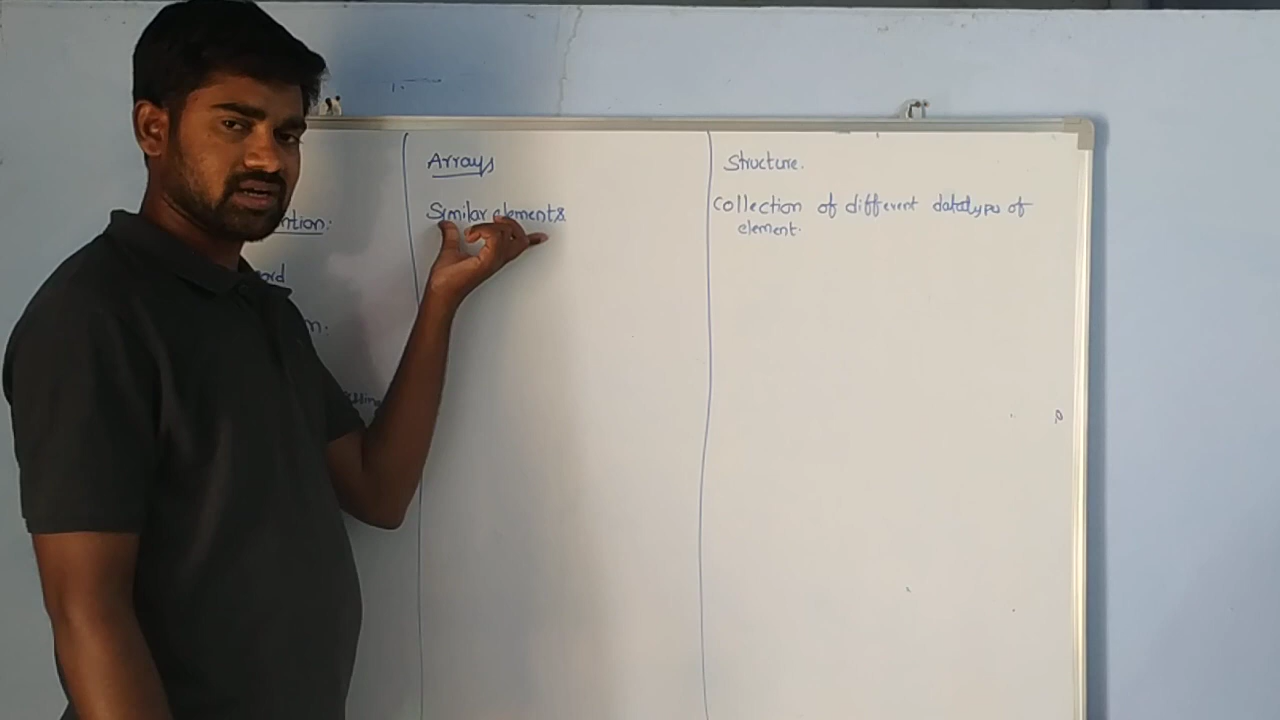 Arrays
Structure.
Similar elements
Collection of different datatypes of
element.